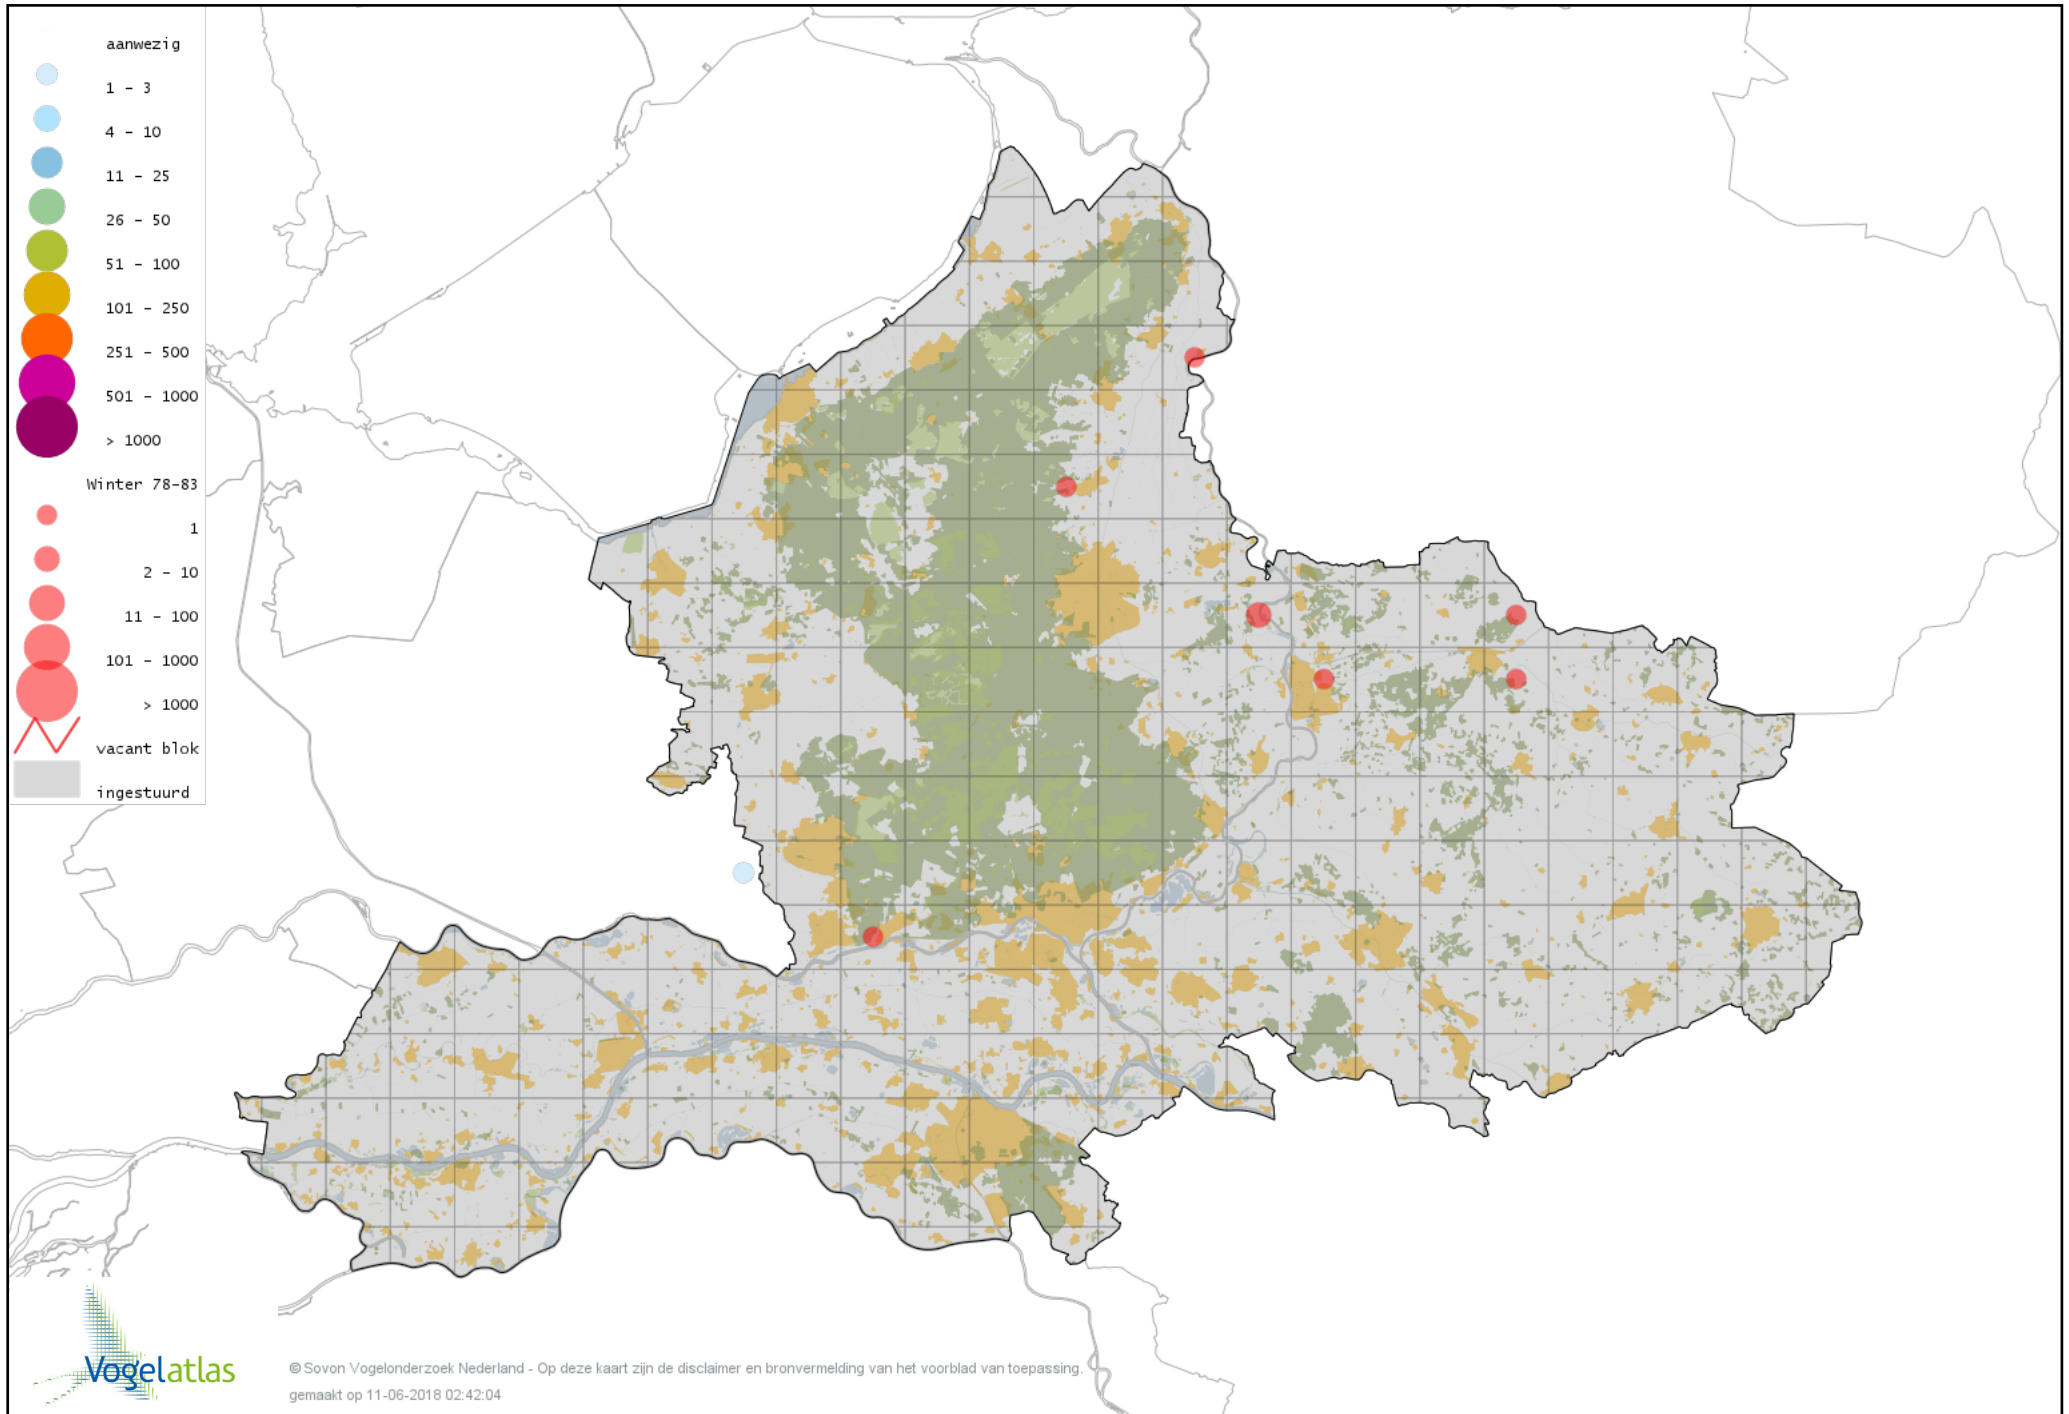 aanwezig
1 - 3
4 - 10
11 - 25
26 - 50
51 - 100
101 - 250
251 - 500
501 - 1000
> 1000
Winter 78-83
1
2 - 10
11 - 100
101 - 1000
> 1000
vacant blok
ingestuurd
Vogelatlas
© Sovon Vogelonderzoek Nederland - Op deze kaart zijn de disclaimer en bronvermelding van het voorblad van toepassing.
gemaakt op 11-06-2018 02:42:04